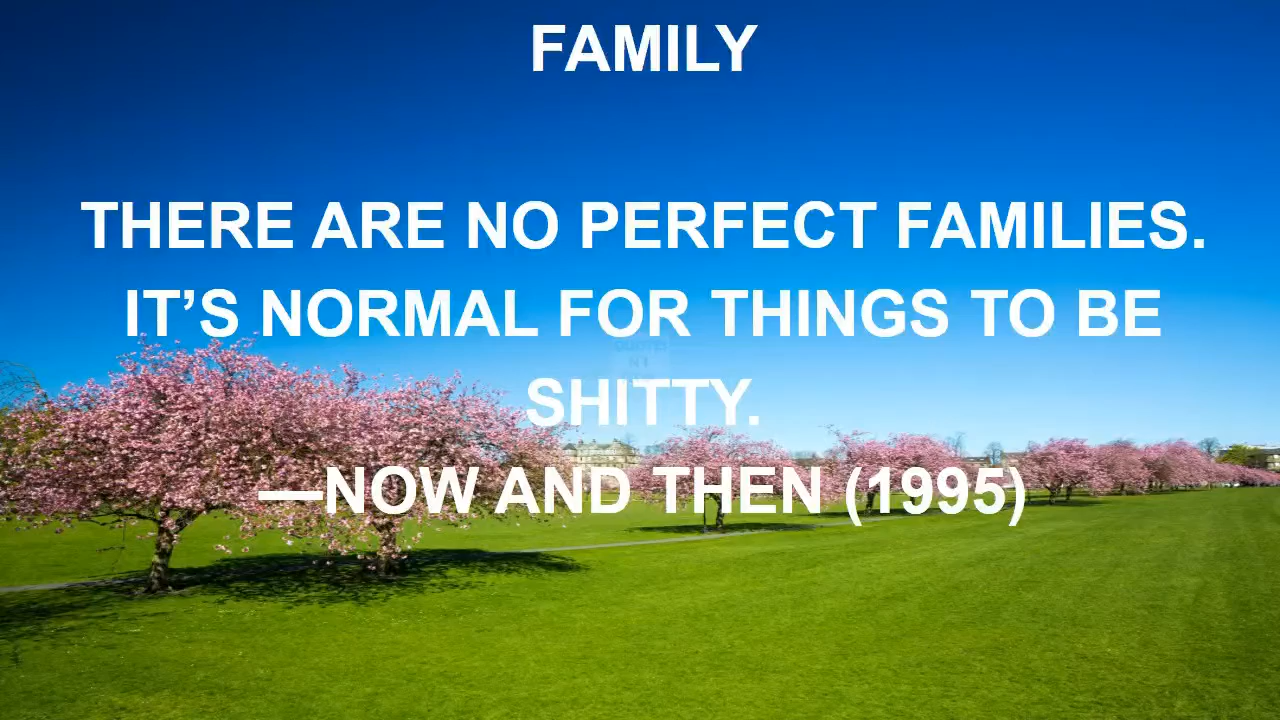 FAMILY
THERE ARE NO PERFECT FAMILIES.
IT’S NORMAL FOR THINGS TO BE
SHITTY.
—NOW AND THEN (1995)